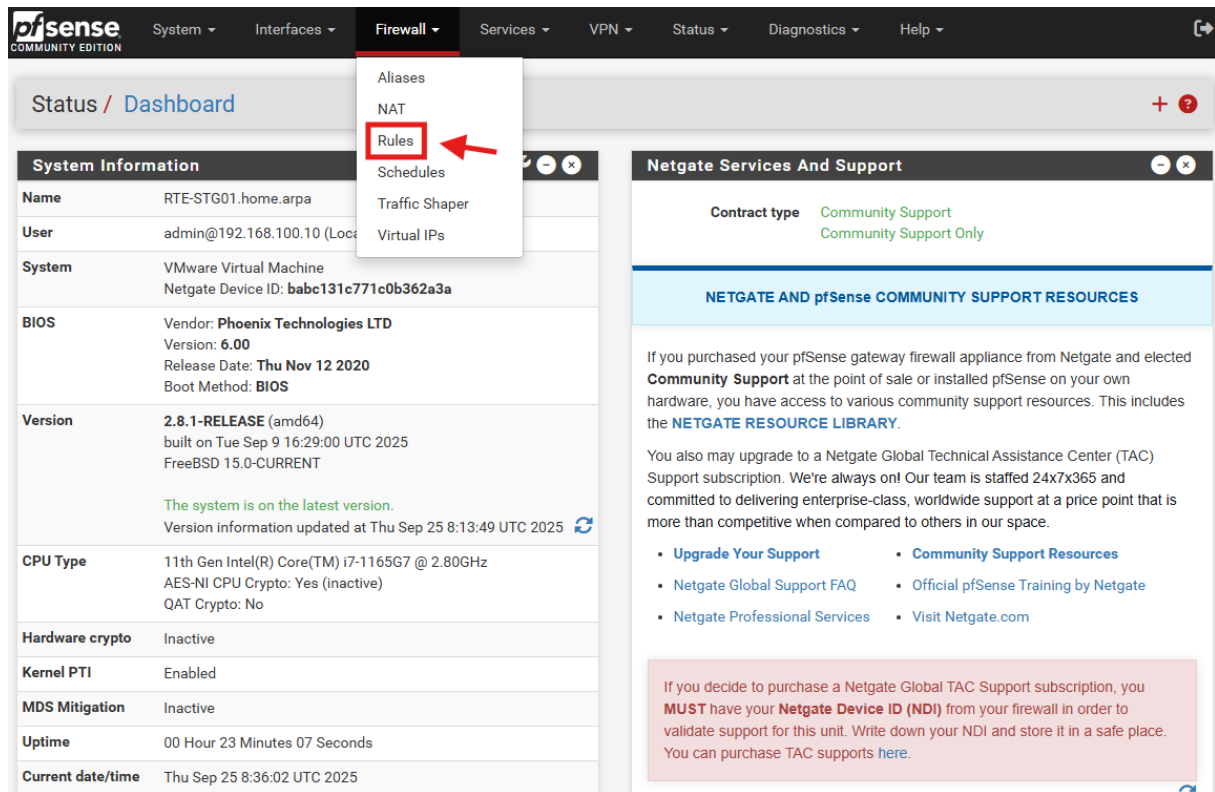 pfsense
COMMUNITY EDITION
System
Interfaces
Firewall
Services
VPN
Status
Diagnostics
Help
Aliases
NAT
Rules
Schedules
Traffic Shaper
Virtual IPs
Status / Dashboard
System Information
Name RTE-STG01.home.arpa
User admin@192.168.100.10 (Loca
System VMware Virtual Machine
Netgate Device ID: babc131c771c0b362a3a
BIOS Vendor: Phoenix Technologies LTD
Version: 6.00
Release Date: Thu Nov 12 2020
Boot Method: BIOS
Version 2.8.1-RELEASE (amd64)
built on Tue Sep 9 16:29:00 UTC 2025
FreeBSD 15.0-CURRENT
The system is on the latest version.
Version information updated at Thu Sep 25 8:13:49 UTC 2025
CPU Type 11th Gen Intel(R) Core(TM) i7-1165G7 @ 2.80GHz
AES-NI CPU Crypto: Yes (inactive)
QAT Crypto: No
Hardware crypto Inactive
Kernel PTI Enabled
MDS Mitigation Inactive
Uptime 00 Hour 23 Minutes 07 Seconds
Current date/time Thu Sep 25 8:36:02 UTC 2025
Netgate Services And Support
Contract type Community Support
Community Support Only
NETGATE AND pfSense COMMUNITY SUPPORT RESOURCES
If you purchased your pfSense gateway firewall appliance from Netgate and elected
Community Support at the point of sale or installed pfSense on your own
hardware, you have access to various community support resources. This includes
the NETGATE RESOURCE LIBRARY.
You also may upgrade to a Netgate Global Technical Assistance Center (TAC)
Support subscription. We're always on! Our team is staffed 24x7x365 and
committed to delivering enterprise-class, worldwide support at a price point that is
more than competitive when compared to others in our space.
• Upgrade Your Support
• Community Support Resources
• Netgate Global Support FAQ
• Official pfSense Training by Netgate
• Netgate Professional Services
• Visit Netgate.com
If you decide to purchase a Netgate Global TAC Support subscription, you
MUST have your Netgate Device ID (NDI) from your firewall in order to
validate support for this unit. Write down your NDI and store it in a safe place.
You can purchase TAC supports here.